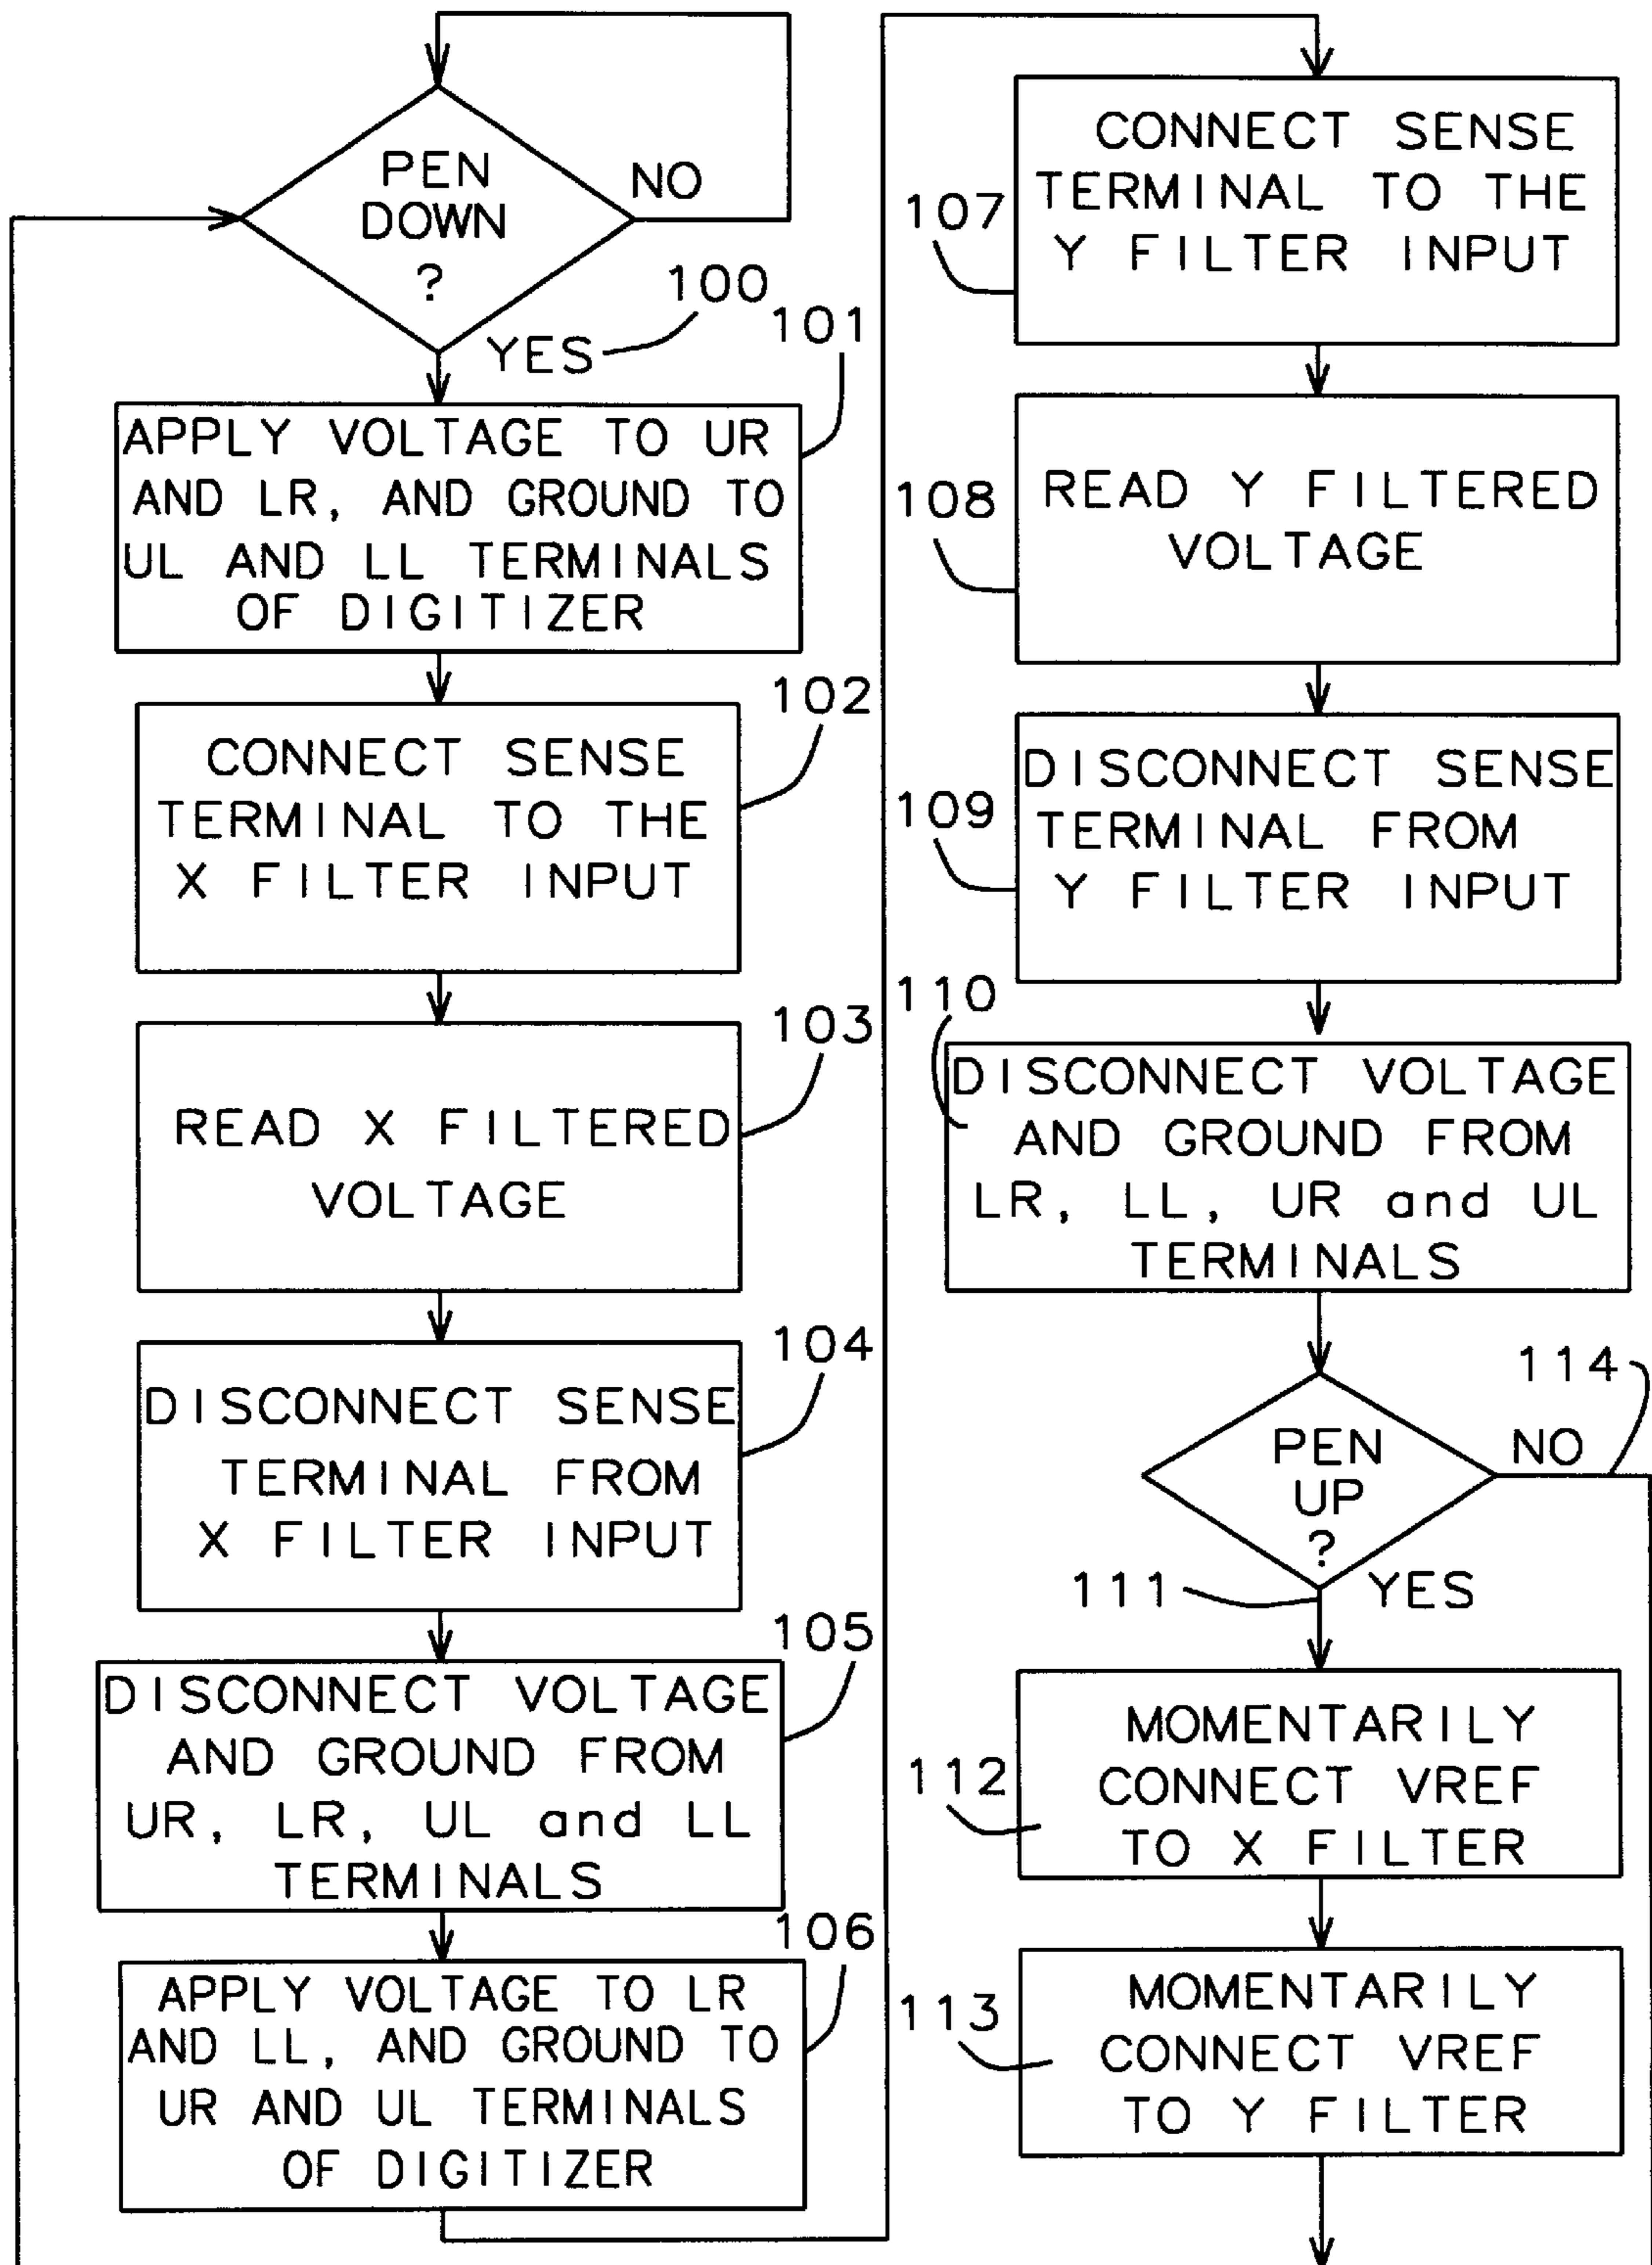 PEN
DOWN
?
NO
YES
100
101
APPLY VOLTAGE TO UR
AND LR, AND GROUND TO
UL AND LL TERMINALS
OF DIGITIZER
102
CONNECT SENSE
TERMINAL TO THE
X FILTER INPUT
103
READ X FILTERED
VOLTAGE
104
DISCONNECT SENSE
TERMINAL FROM
X FILTER INPUT
105
DISCONNECT VOLTAGE
AND GROUND FROM
UR, LR, UL and LL
TERMINALS
106
APPLY VOLTAGE TO LR
AND LL, AND GROUND TO
UR AND UL TERMINALS
OF DIGITIZER
107
CONNECT SENSE
TERMINAL TO THE
Y FILTER INPUT
108
READ Y FILTERED
VOLTAGE
109
DISCONNECT SENSE
TERMINAL FROM
Y FILTER INPUT
110
DISCONNECT VOLTAGE
AND GROUND FROM
LR, LL, UR and UL
TERMINALS
114
PEN
UP
?
NO
111
YES
112
MOMENTARILY
CONNECT VREF
TO X FILTER
113
MOMENTARILY
CONNECT VREF
TO Y FILTER